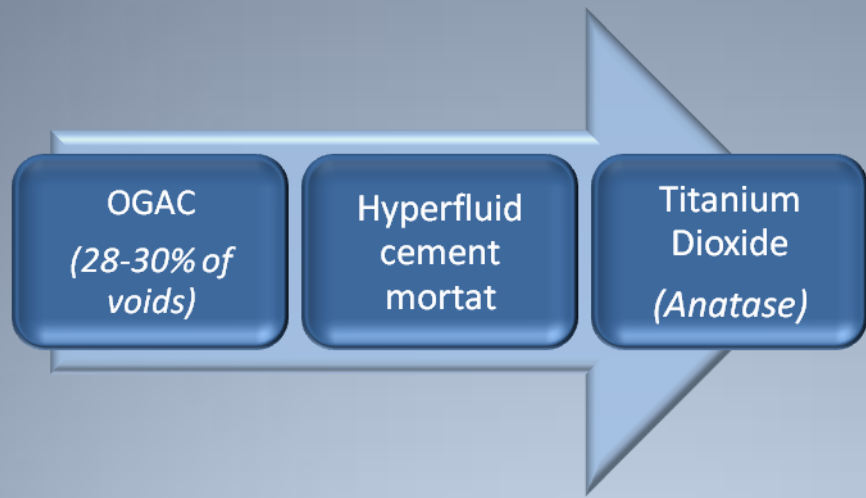 OGAC
(28-30% of
voids)
Hyperfluid
cement
mortat
Titanium
Dioxide
(Anatase)